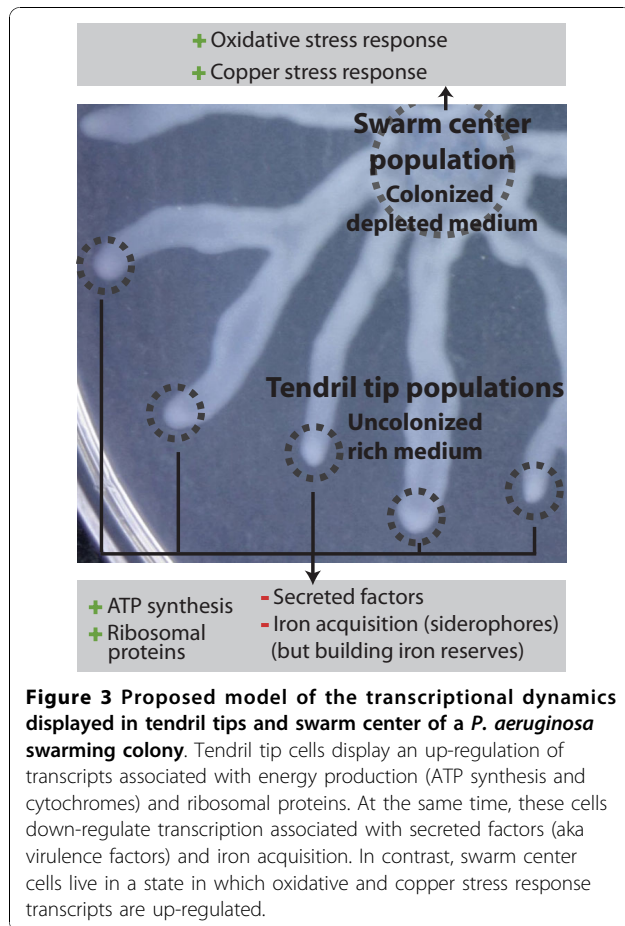 + Oxidative stress response
+ Copper stress response
Swarm center
population
Colonized
depleted medium
Tendril tip populations
Uncolonized
rich medium
+ ATP synthesis
+ Ribosomal
proteins
- Secreted factors
- Iron acquisition (siderophores)
(but building iron reserves)
Figure 3 Proposed model of the transcriptional dynamics
displayed in tendril tips and swarm center of a P. aeruginosa
swarming colony. Tendril tip cells display an up-regulation of
transcripts associated with energy production (ATP synthesis and
cytochromes) and ribosomal proteins. At the same time, these cells
down-regulate transcription associated with secreted factors (aka
virulence factors) and iron acquisition. In contrast, swarm center
cells live in a state in which oxidative and copper stress response
transcripts are up-regulated.